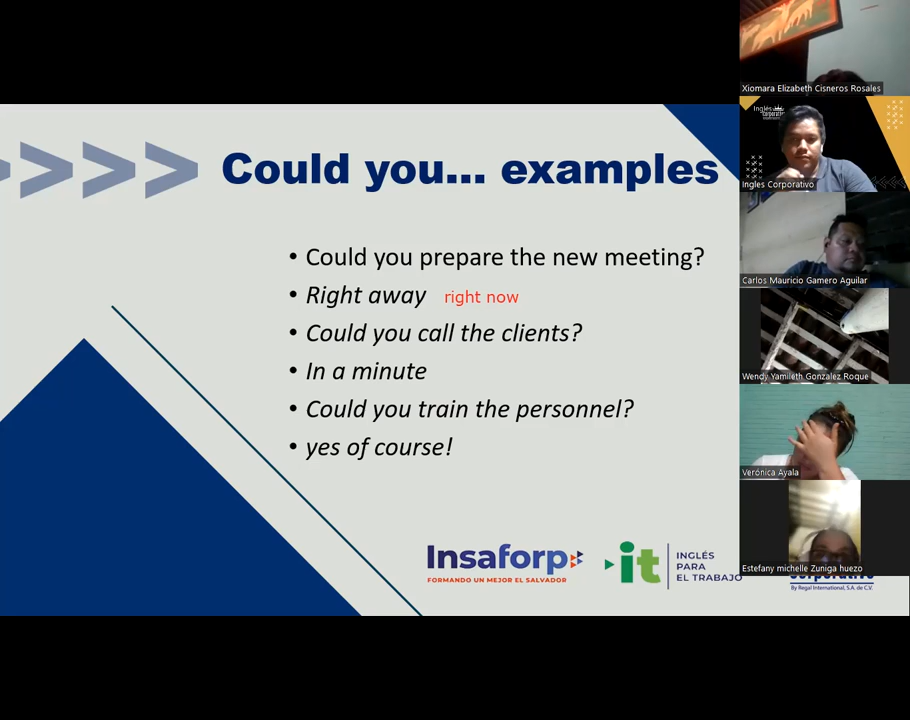 Could you... examples
• Could you prepare the new meeting?
• Right away right now
• Could you call the clients?
• In a minute
• Could you train the personnel?
• yes of course!
Insaforp
FORMANDO UN MEJOR EL SALVADOR
it INGLÉS
PARA
EL TRABAJO
corporativo
By Regal International, S.A. de C.V.
Xiomara Elizabeth Cisneros Rosales
Inglés
Corporativo
Ingles Corporativo
Carlos Mauricio Gamero Aguilar
Wendy Yamileth Gonzalez Roque
Verónica Ayala
Estefany michelle Zuniga huezo